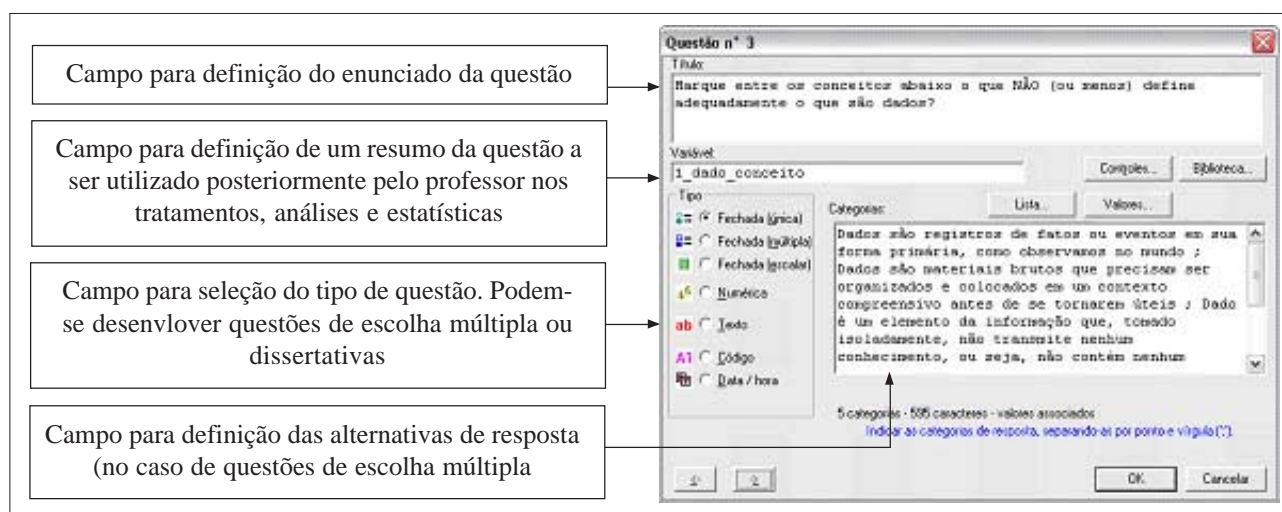 Campo para definição do enunciado da questão
Campo para definição de um resumo da questão a
ser utilizado posteriormente pelo professor nos
tratamentos, análises e estatísticas
Campo para seleção do tipo de questão. Podem-
se desenvlover questões de escolha múltipla ou
dissertativas
Campo para definição das alternativas de resposta
(no caso de questões de escolha múltipla
Questão n° 3
Título:
Marque entre os conceitos abaixo o que NÃO (ou menos) define
adequadamente o que são dados?
Variável:
1_dado_conceito
Controles...
Biblioteca...
Tipo
Fechada (única)
Fechada (múltipla)
Fechada (escalar)
Numérica
ab Texto
A1 Código
Data / hora
Categorias:
Lista...
Valores...
Dados são registros de fatos ou eventos em sua
forma primária, como observamos no mundo ;
Dados são materiais brutos que precisam ser
organizados e colocados em um contexto
compreensivo antes de se tornarem úteis ; Dado
é um elemento da informação que, tomado
isoladamente, não transmite nenhum
conhecimento, ou seja, não contém nenhum
5 categorias - 595 caracteres - valores associados
Indicar as categorias de resposta, separando-as por ponto e vírgula (';').
OK
Cancelar